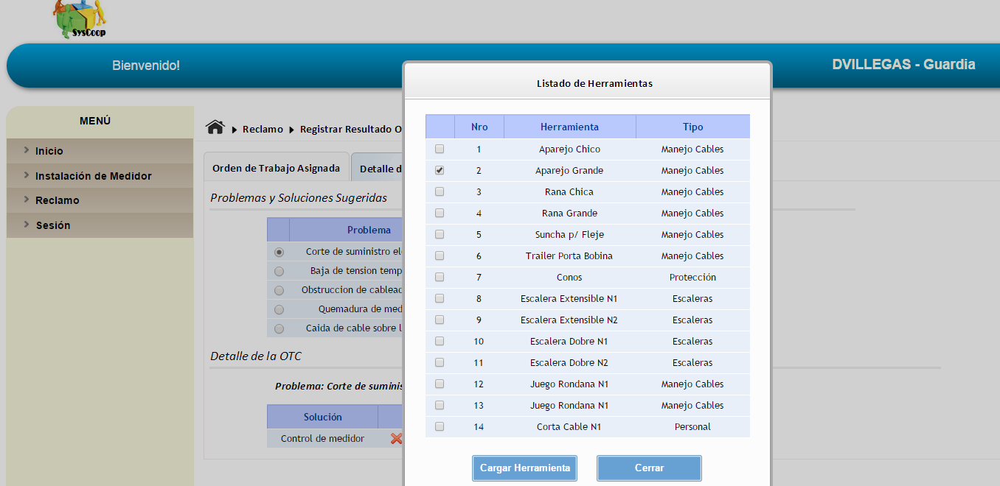 SysCoop
Bienvenido!
DVILLEGAS - Guardia
MENÚ
Inicio
Instalación de Medidor
Reclamo
Sesión
Reclamo Registrar Resultado O
Orden de Trabajo Asignada Detalle d
Problemas y Soluciones Sugeridas
Problema
Corte de suministro el
Baja de tension temp
Obstruccion de cablead
Quemadura de med
Caida de cable sobre l
Detalle de la OTC
Problema: Corte de suminis
Solución
Control de medidor
Listado de Herramientas
Nro Herramienta Tipo
1 Aparejo Chico Manejo Cables
2 Aparejo Grande Manejo Cables
3 Rana Chica Manejo Cables
4 Rana Grande Manejo Cables
5 Suncha p/ Fleje Manejo Cables
6 Trailer Porta Bobina Manejo Cables
7 Conos Protección
8 Escalera Extensible N1 Escaleras
9 Escalera Extensible N2 Escaleras
10 Escalera Dobre N1 Escaleras
11 Escalera Dobre N2 Escaleras
12 Juego Rondana N1 Manejo Cables
13 Juego Rondana N1 Manejo Cables
14 Corta Cable N1 Personal
Cargar Herramienta Cerrar